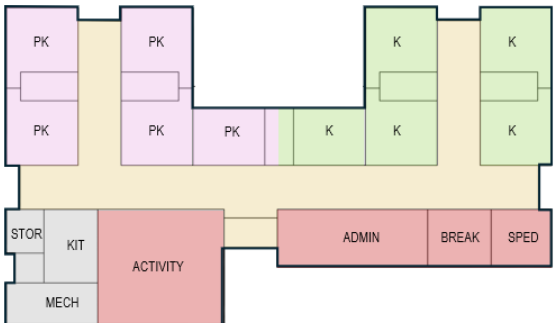 PK PK K K
PK PK PK K K K
STOR KIT ADMIN BREAK SPED
ACTIVITY
MECH